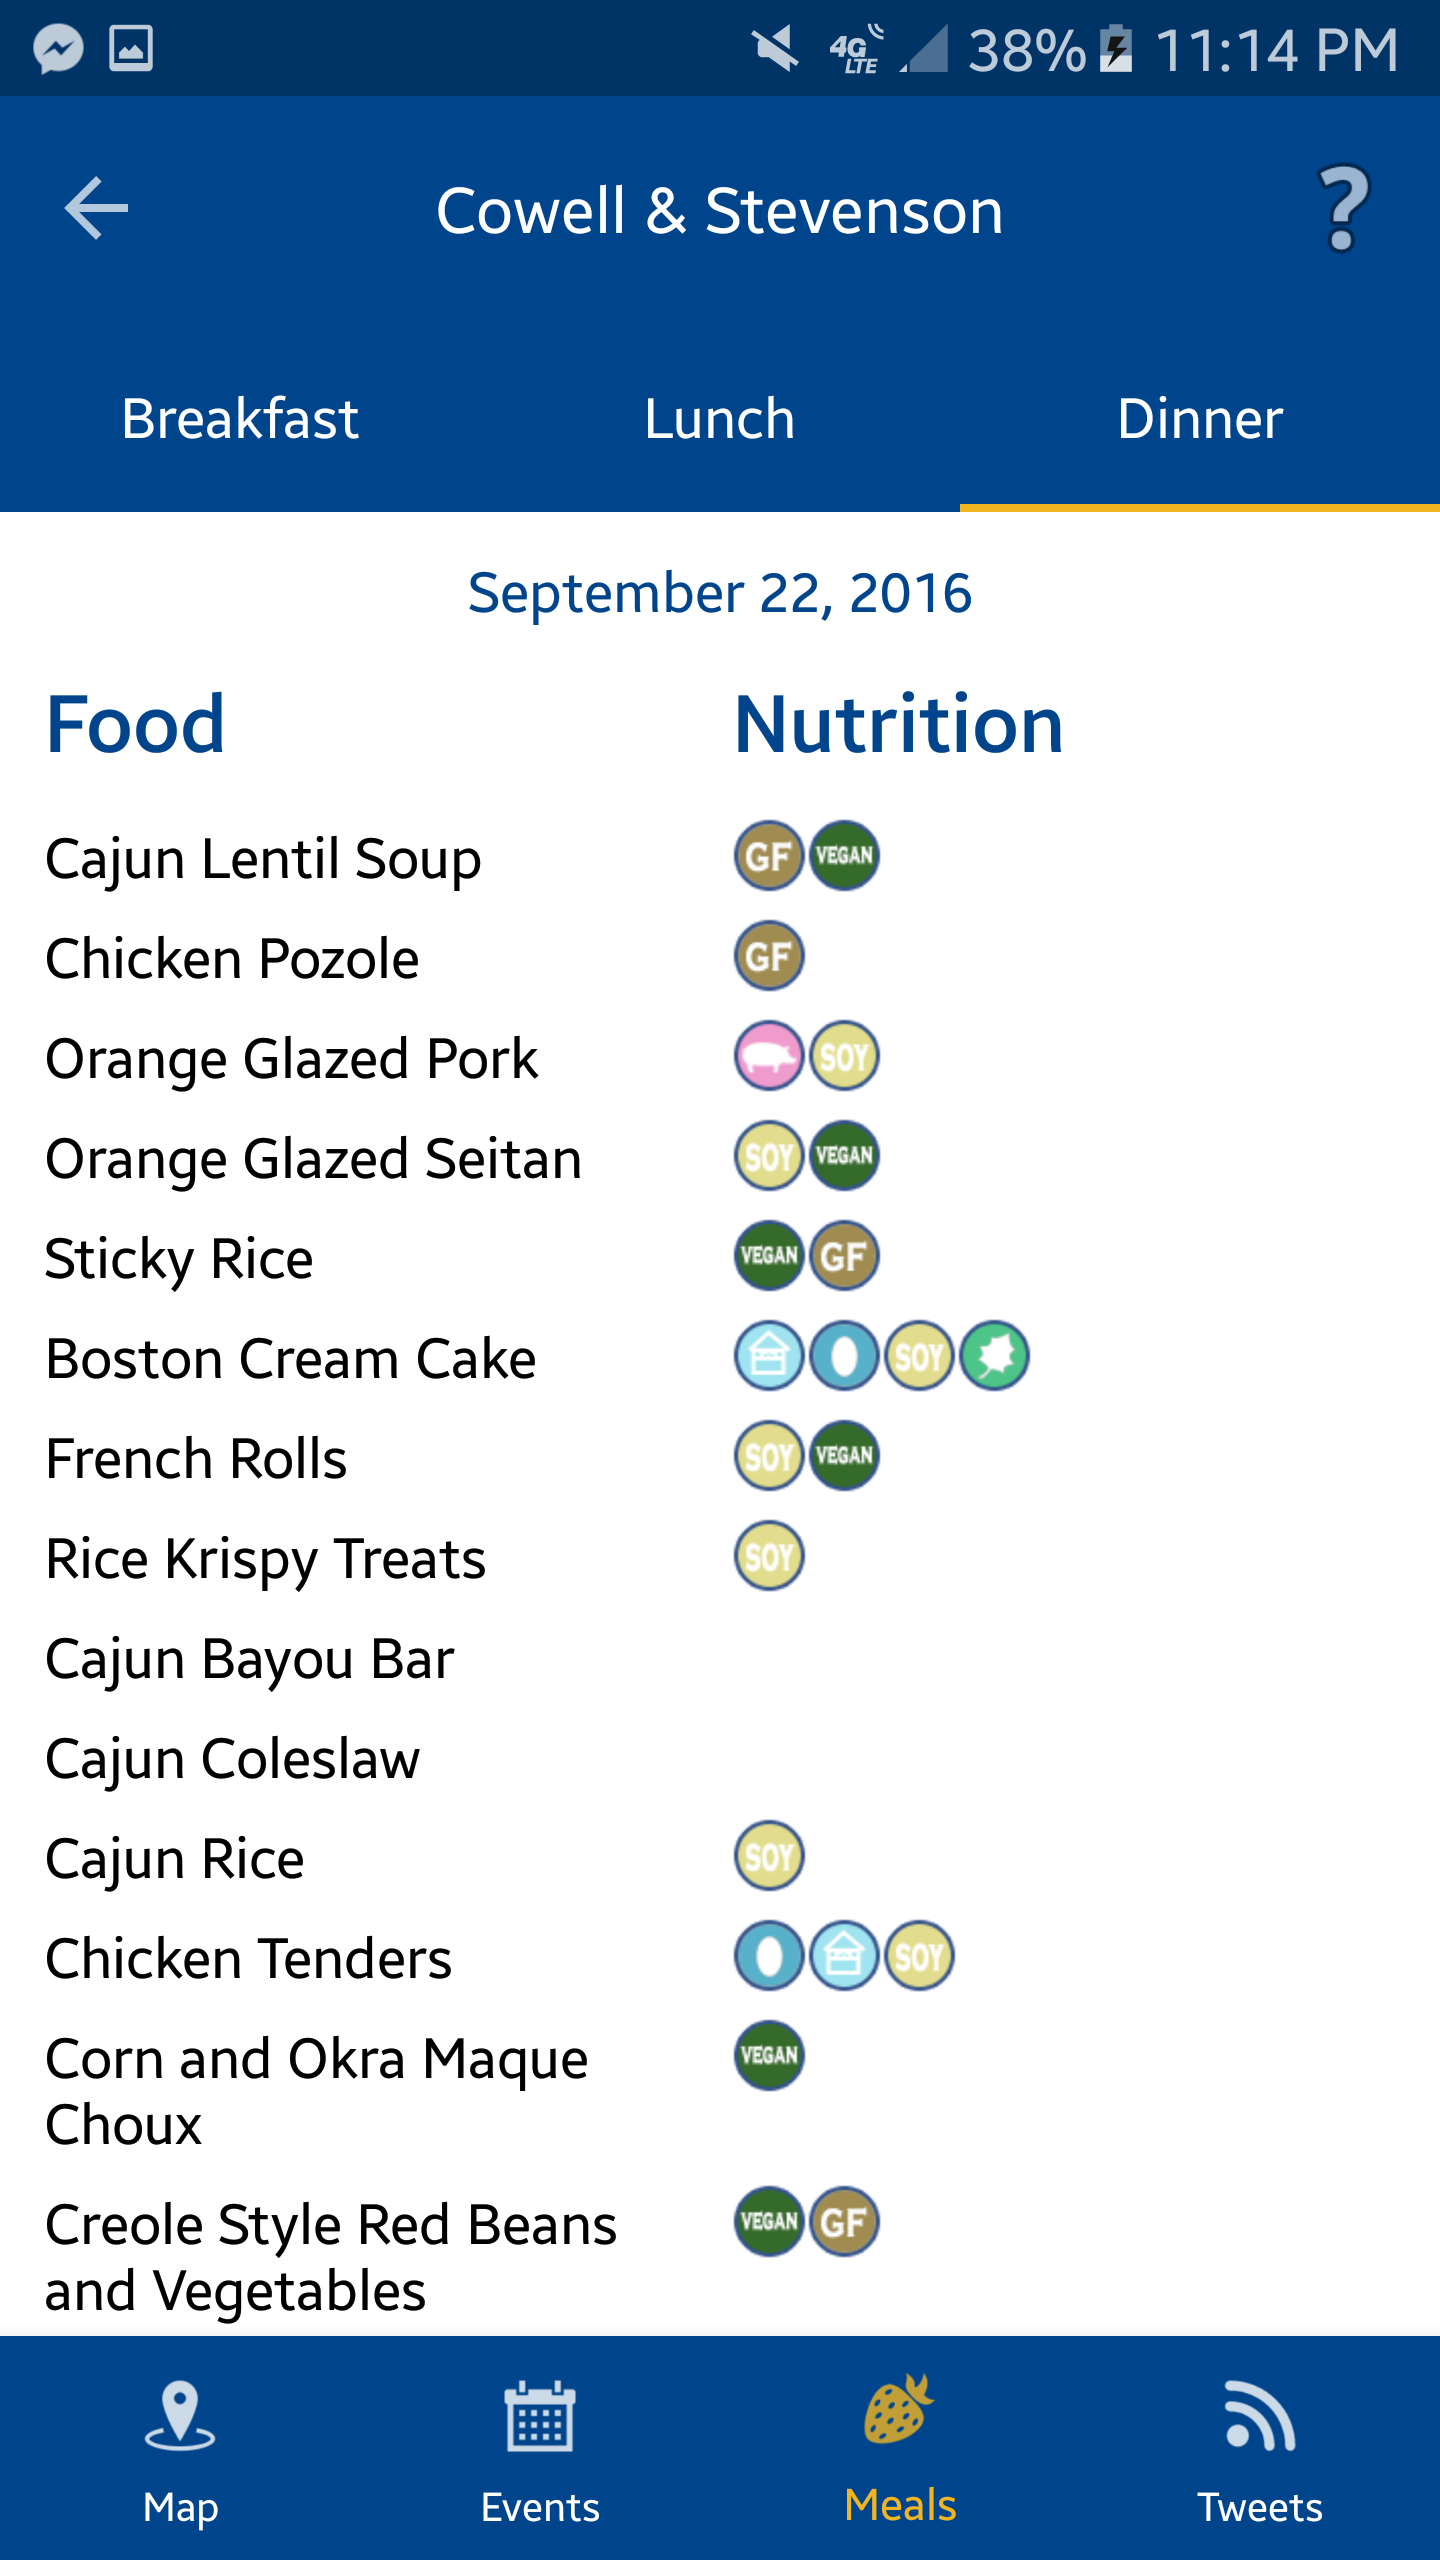 4G LTE 38% 11:14 PM
Cowell & Stevenson ?
Breakfast Lunch Dinner
September 22, 2016
Food Nutrition
Cajun Lentil Soup GF VEGAN
Chicken Pozole GF
Orange Glazed Pork SOY
Orange Glazed Seitan SOY VEGAN
Sticky Rice VEGAN GF
Boston Cream Cake SOY
French Rolls SOY VEGAN
Rice Krispy Treats SOY
Cajun Bayou Bar
Cajun Coleslaw
Cajun Rice SOY
Chicken Tenders SOY
Corn and Okra Maque VEGAN
Choux
Creole Style Red Beans VEGAN GF
and Vegetables
Map Events Meals Tweets